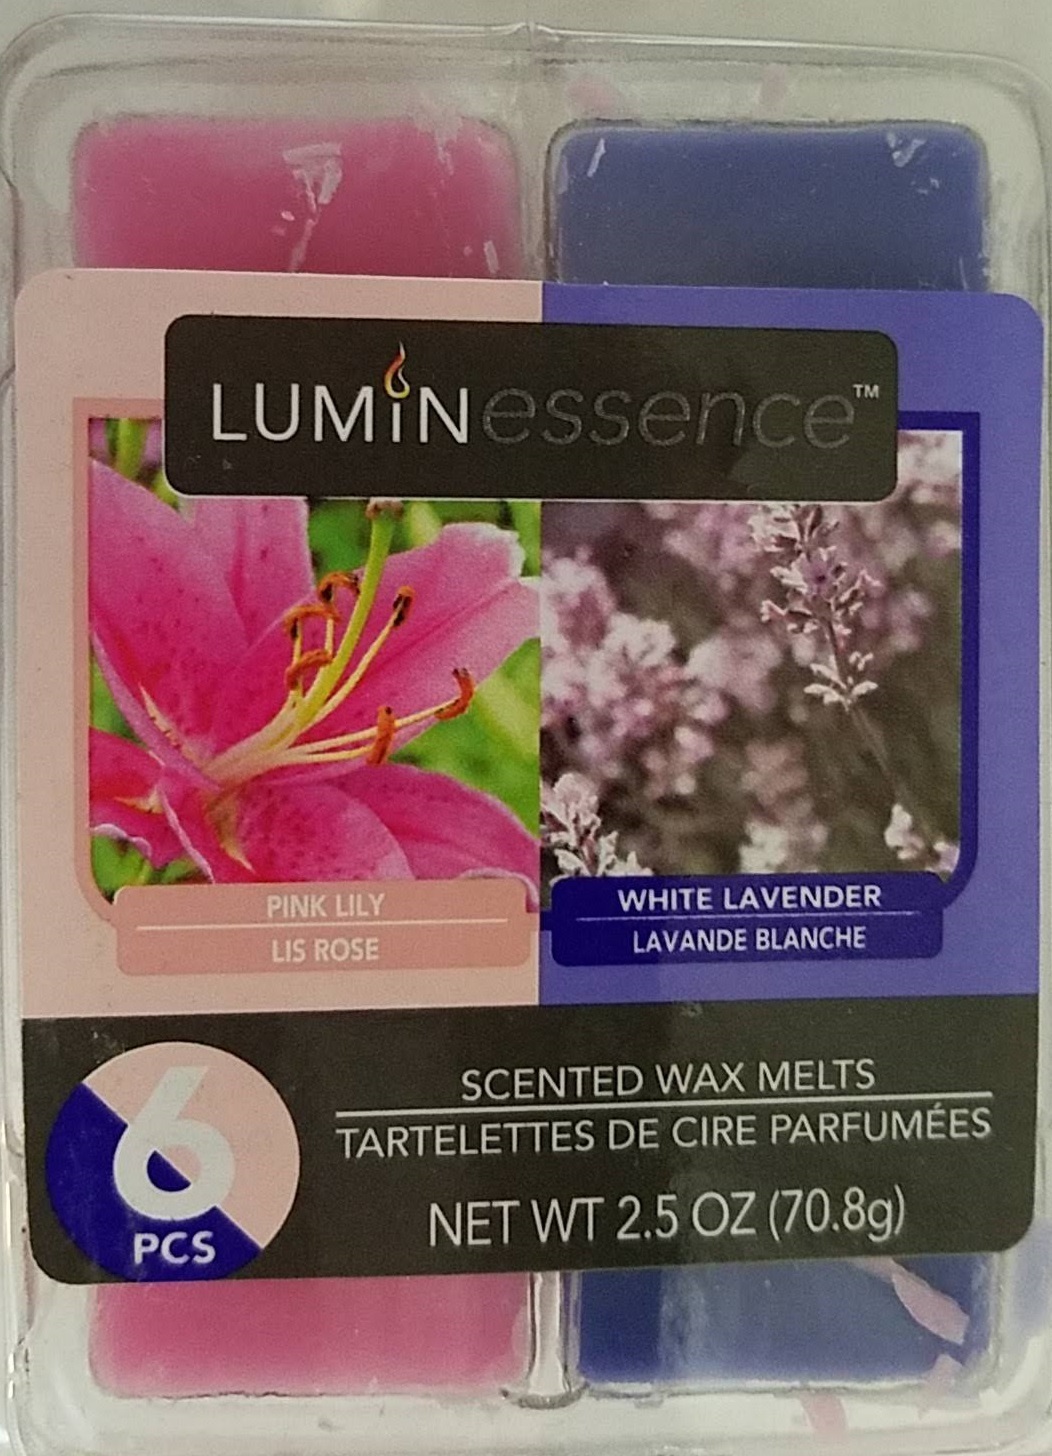 LUMiNessence™
PINK LILY
LIS ROSE
WHITE LAVENDER
LAVANDE BLANCHE
6
PCS
SCENTED WAX MELTS
TARTELETTES DE CIRE PARFUMÉES
NET WT 2.5 OZ (70.8g)